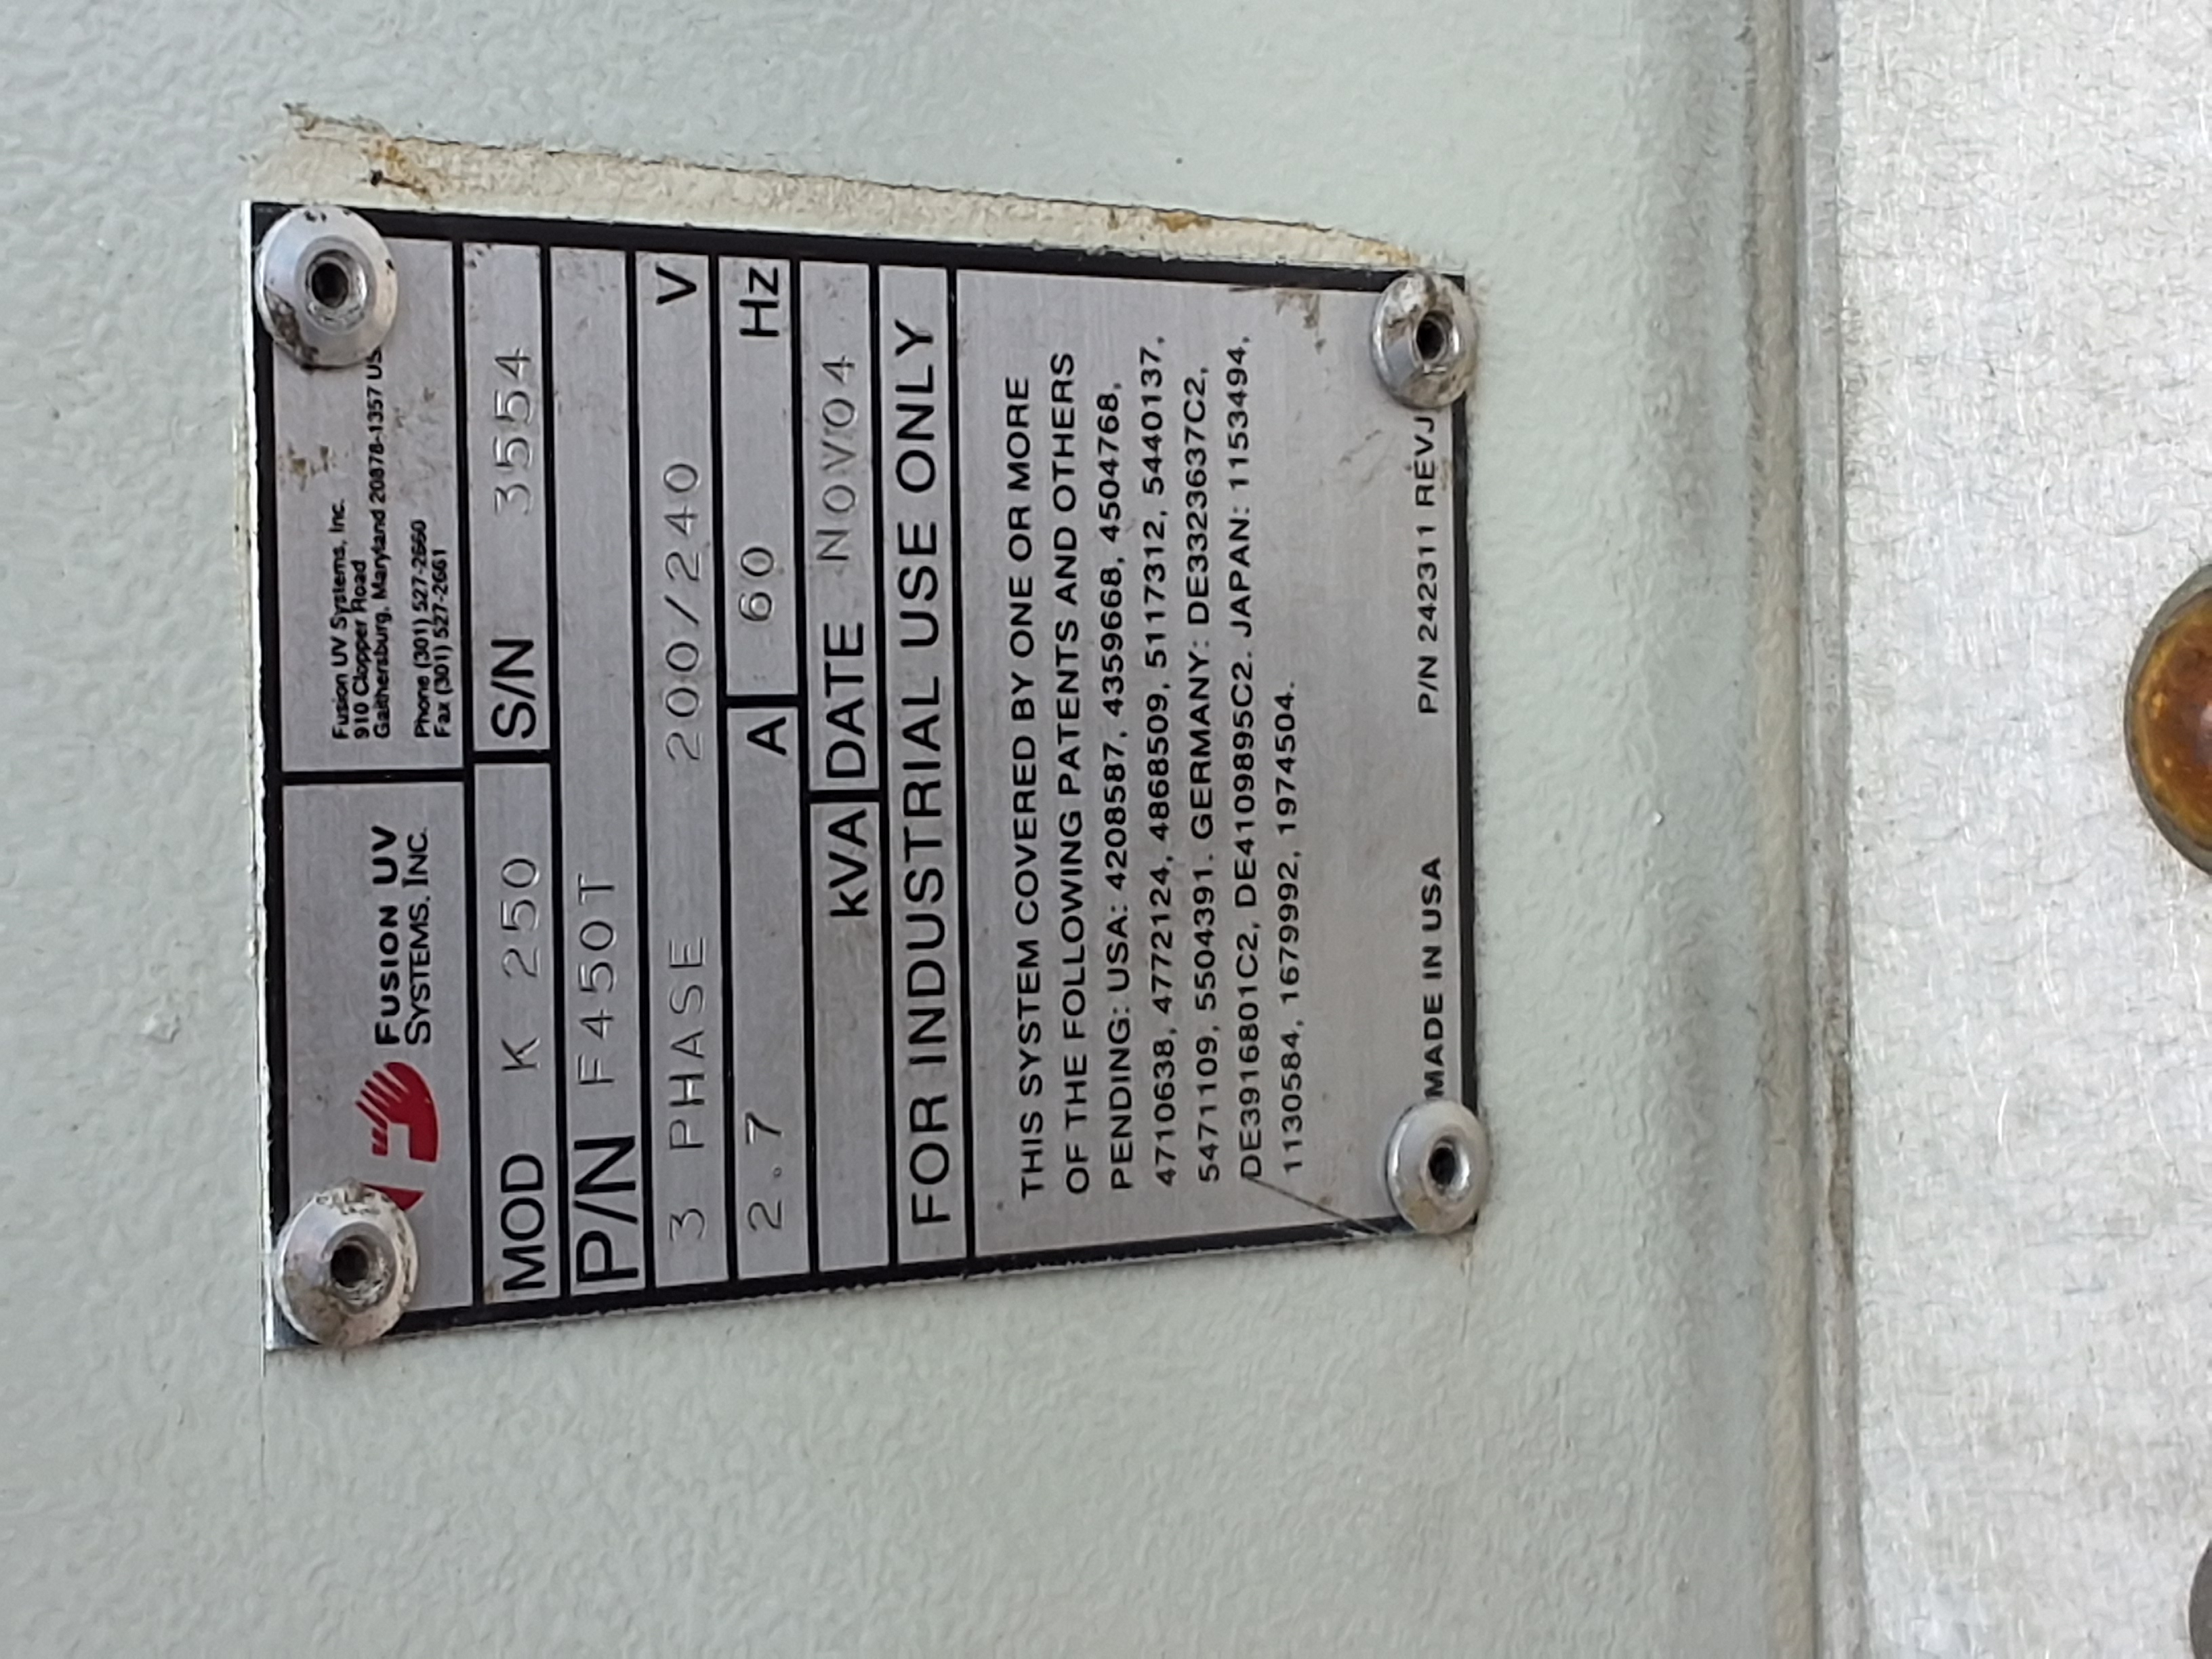 FUSION UV
SYSTEMS, INC.
Fusion UV Systems, Inc.
910 Clopper Road
Gaithersburg, Maryland 20878-1357 US
Phone (301) 527-2660
Fax (301) 527-2661
MOD K 250 S/N 3554
P/N F450T
3 PHASE 200/240 V
2.7 A 60 Hz
kVA DATE NOV04
FOR INDUSTRIAL USE ONLY
THIS SYSTEM COVERED BY ONE OR MORE
OF THE FOLLOWING PATENTS AND OTHERS
PENDING: USA: 4208587, 4359668, 4504768,
4710638, 4772124, 4868509, 5117312, 5440137,
5471109, 5504391. GERMANY: DE3323637C2,
DE3916801C2, DE4109895C2. JAPAN: 1153494,
1130584, 1679992, 1974504.
MADE IN USA P/N 242311 REVJ